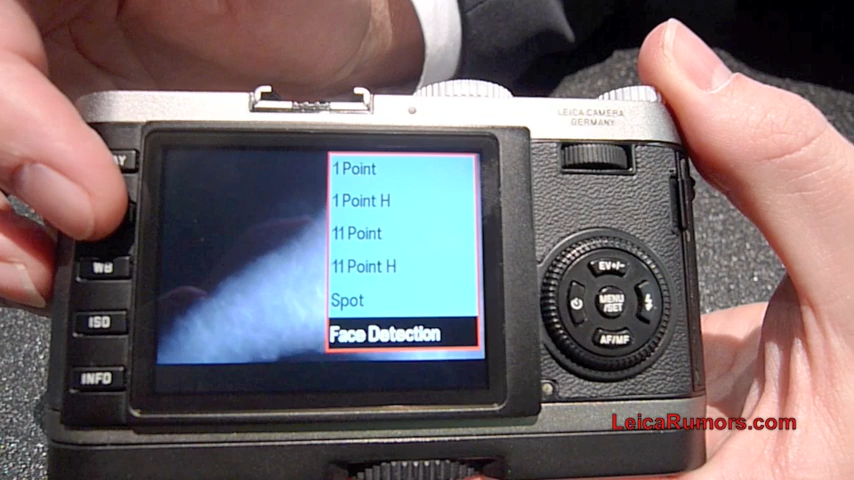 LEICA CAMERA
GERMANY
AY
1 Point
1 Point H
11 Point
11 Point H
Spot
Face Detection
WB
ISO
INFO
EV+/-
MENU
/SET
AF/MF
LeicaRumors.com